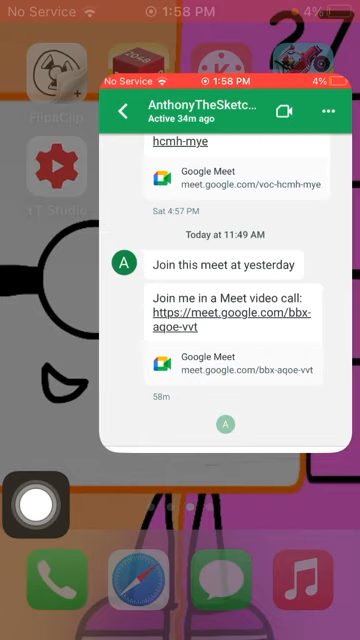 No Service 1:58 PM 4%
27
2048
FlipaClip
YT Studio
No Service 1:58 PM 4%
AnthonyTheSketc...
Active 34m ago
hcmh-mye
Google Meet
meet.google.com/voc-hcmh-mye
Sat 4:57 PM
Today at 11:49 AM
A
Join this meet at yesterday
Join me in a Meet video call:
https://meet.google.com/bbx-
aqoe-vvt
Google Meet
meet.google.com/bbx-aqoe-vvt
58m
A